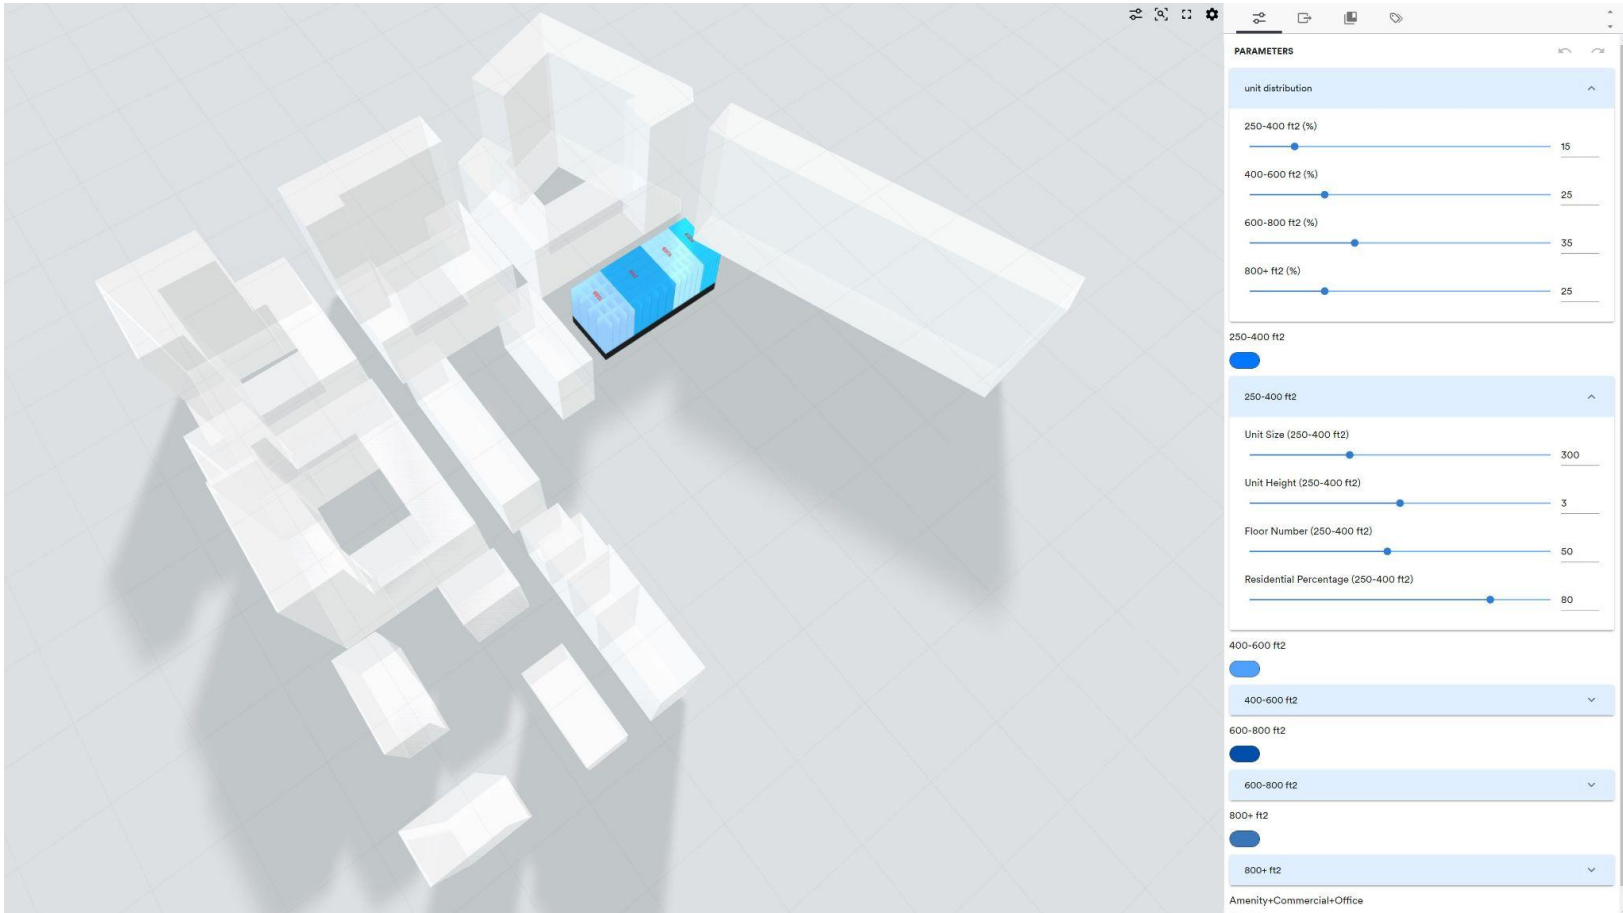 PARAMETERS
unit distribution
250-400 ft2 (%)
15
400-600 ft2 (%)
25
600-800 ft2 (%)
35
800+ ft2 (%)
25
250-400 ft2
250-400 ft2
Unit Size (250-400 ft2)
300
Unit Height (250-400 ft2)
3
Floor Number (250-400 ft2)
50
Residential Percentage (250-400 ft2)
80
400-600 ft2
400-600 ft2
600-800 ft2
600-800 ft2
800+ ft2
800+ ft2
Amenity+Commercial+Office